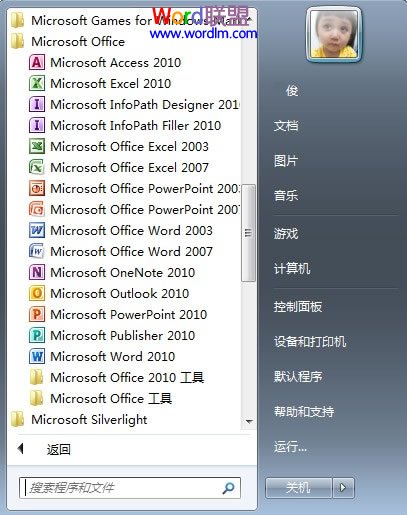 Microsoft Games for Windows Mar
Word联盟
www.wordlm.com
Microsoft Office
Microsoft Access 2010
Microsoft Excel 2010
Microsoft InfoPath Designer 201
Microsoft InfoPath Filler 2010
Microsoft Office Excel 2003
Microsoft Office Excel 2007
Microsoft Office PowerPoint 2003
Microsoft Office PowerPoint 2007
Microsoft Office Word 2003
Microsoft Office Word 2007
Microsoft OneNote 2010
Microsoft Outlook 2010
Microsoft PowerPoint 2010
Microsoft Publisher 2010
Microsoft Word 2010
Microsoft Office 2010 工具
Microsoft Office 工具
Microsoft Silverlight
返回
搜索程序和文件
俊
文档
图片
音乐
游戏
计算机
控制面板
设备和打印机
默认程序
帮助和支持
运行...
关机